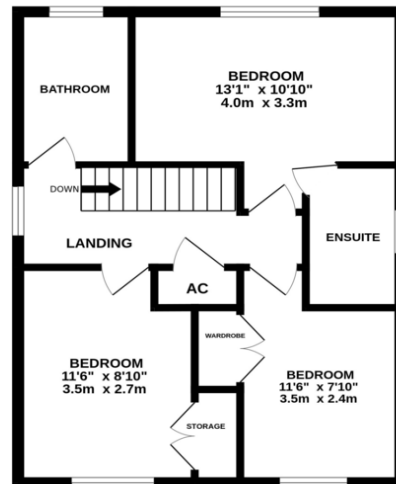 BATHROOM
BEDROOM
13'1" x 10'10"
4.0m x 3.3m
DOWN
LANDING
ENSUITE
AC
WARDROBE
BEDROOM
11'6" x 8'10"
3.5m x 2.7m
BEDROOM
11'6" x 7'10"
3.5m x 2.4m
STORAGE